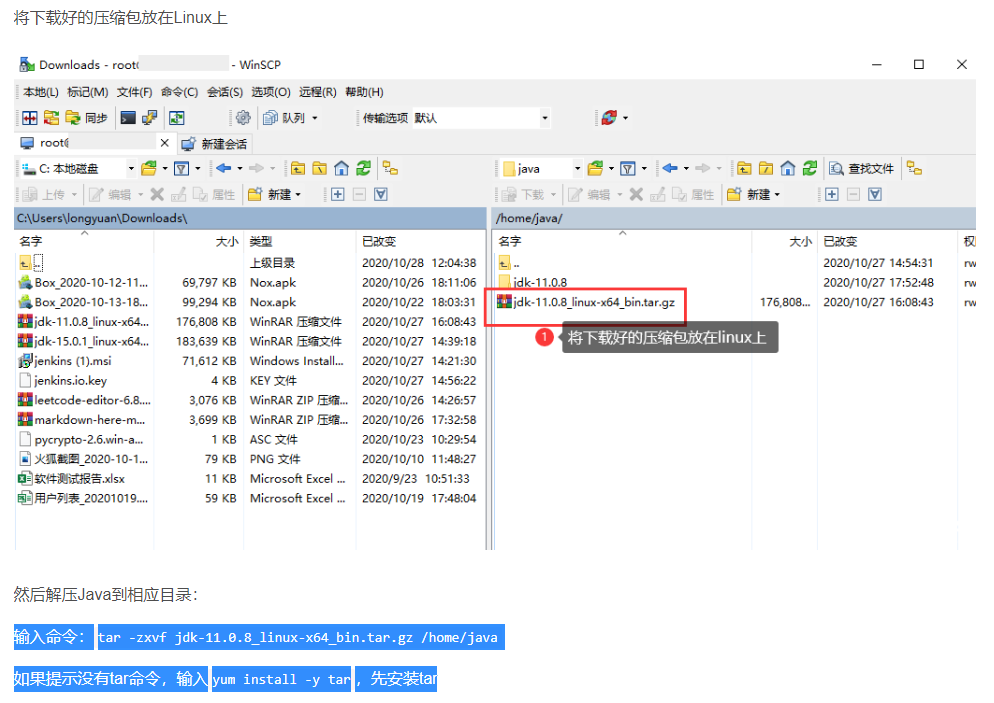 将下载好的压缩包放在Linux上
Downloads - root - WinSCP
本地(L) 标记(M) 文件(F) 命令(C) 会话(S) 选项(O) 远程(R) 帮助(H)
同步 队列 传输选项 默认
root 新建会话
C: 本地磁盘
上传 编辑 属性 新建
C:\Users\longyuan\Downloads\
名字 大小 类型 已改变
.. 上级目录 2020/10/28 12:04:38
Box_2020-10-12-11... 69,797 KB Nox.apk 2020/10/26 18:11:06
Box_2020-10-13-18... 99,294 KB Nox.apk 2020/10/22 18:03:31
jdk-11.0.8_linux-x64... 176,808 KB WinRAR 压缩文件 2020/10/27 16:08:43
jdk-15.0.1_linux-x64... 183,639 KB WinRAR 压缩文件 2020/10/27 14:39:18
jenkins (1).msi 71,612 KB Windows Install... 2020/10/27 14:21:30
jenkins.io.key 4 KB KEY 文件 2020/10/27 14:56:22
leetcode-editor-6.8.... 3,076 KB WinRAR ZIP 压缩... 2020/10/26 14:26:57
markdown-here-m... 3,699 KB WinRAR ZIP 压缩... 2020/10/26 17:32:58
pycrypto-2.6.win-a... 1 KB ASC 文件 2020/10/23 10:29:54
火狐截图_2020-10-1... 79 KB PNG 文件 2020/10/10 11:48:27
软件测试报告.xlsx 11 KB Microsoft Excel ... 2020/9/23 10:51:33
用户列表_20201019.... 59 KB Microsoft Excel ... 2020/10/19 17:48:04
java 查找文件
下载 编辑 属性 新建
/home/java/
名字 大小 已改变 权
.. 2020/10/27 14:54:31 rw
jdk-11.0.8 2020/10/27 17:52:48 rw
jdk-11.0.8_linux-x64_bin.tar.gz 176,808... 2020/10/27 16:08:43 rw
1 将下载好的压缩包放在linux上
然后解压Java到相应目录：
输入命令： tar -zxvf jdk-11.0.8_linux-x64_bin.tar.gz /home/java
如果提示没有tar命令，输入 yum install -y tar ，先安装tar